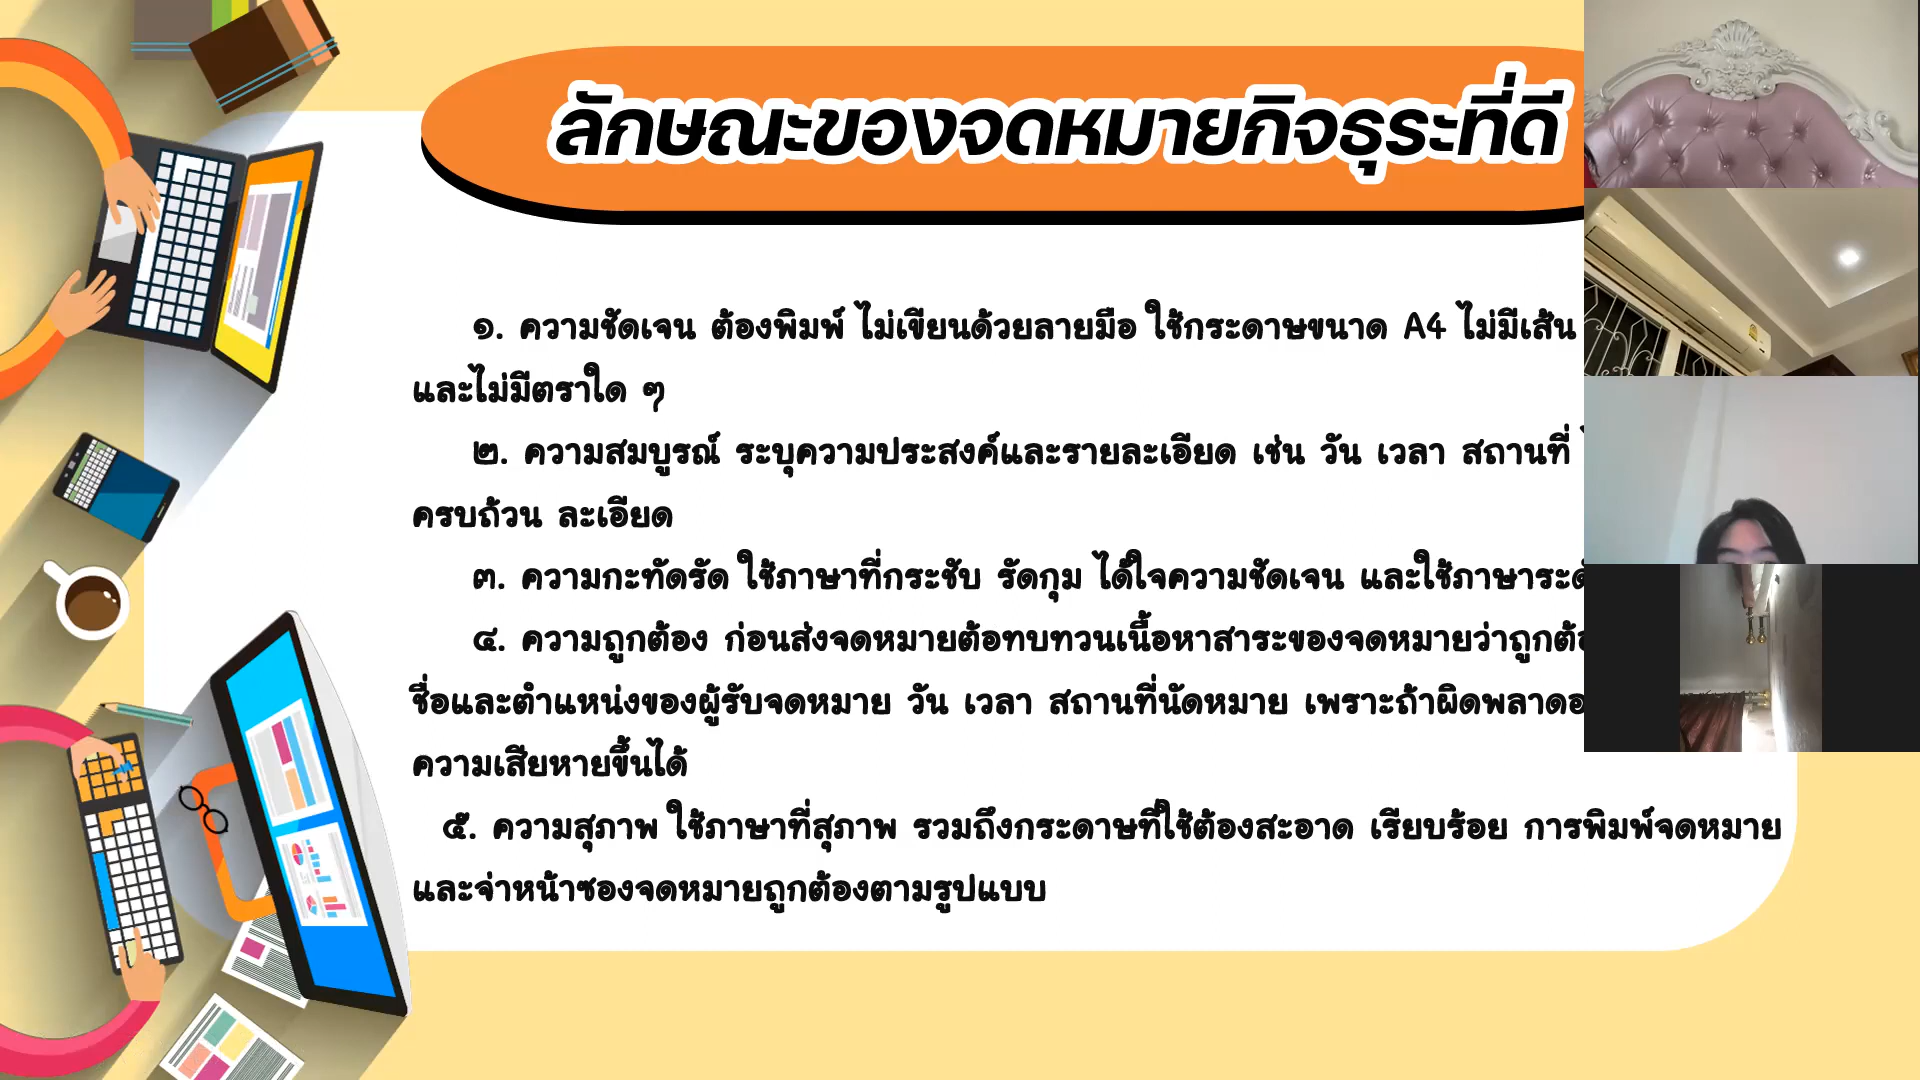 ลักษณะของจดหมายกิจธุระที่ดี
๑. ความชัดเจน ต้องพิมพ์ ไม่เขียนด้วยลายมือ ใช้กระดาษขนาด A4 ไม่มีเส้น
และไม่มีตราใด ๆ
๒. ความสมบูรณ์ ระบุความประสงค์และรายละเอียด เช่น วัน เวลา สถานที่
ครบถ้วน ละเอียด
๓. ความกะทัดรัด ใช้ภาษาที่กระชับ รัดกุม ได้ใจความชัดเจน และใช้ภาษา
๔. ความถูกต้อง ก่อนส่งจดหมายต้อทบทวนเนื้อหาสาระของจดหมายว่า
ชื่อและตำแหน่งของผู้รับจดหมาย วัน เวลา สถานที่นัดหมาย เพราะถ้าผิดพลาด
ความเสียหายขึ้นได้
๕. ความสุภาพ ใช้ภาษาที่สุภาพ รวมถึงกระดาษที่ใช้ต้องสะอาด เรียบร้อย การพิมพ์จดหมาย
และจ่าหน้าซองจดหมายถูกต้องตามรูปแบบ